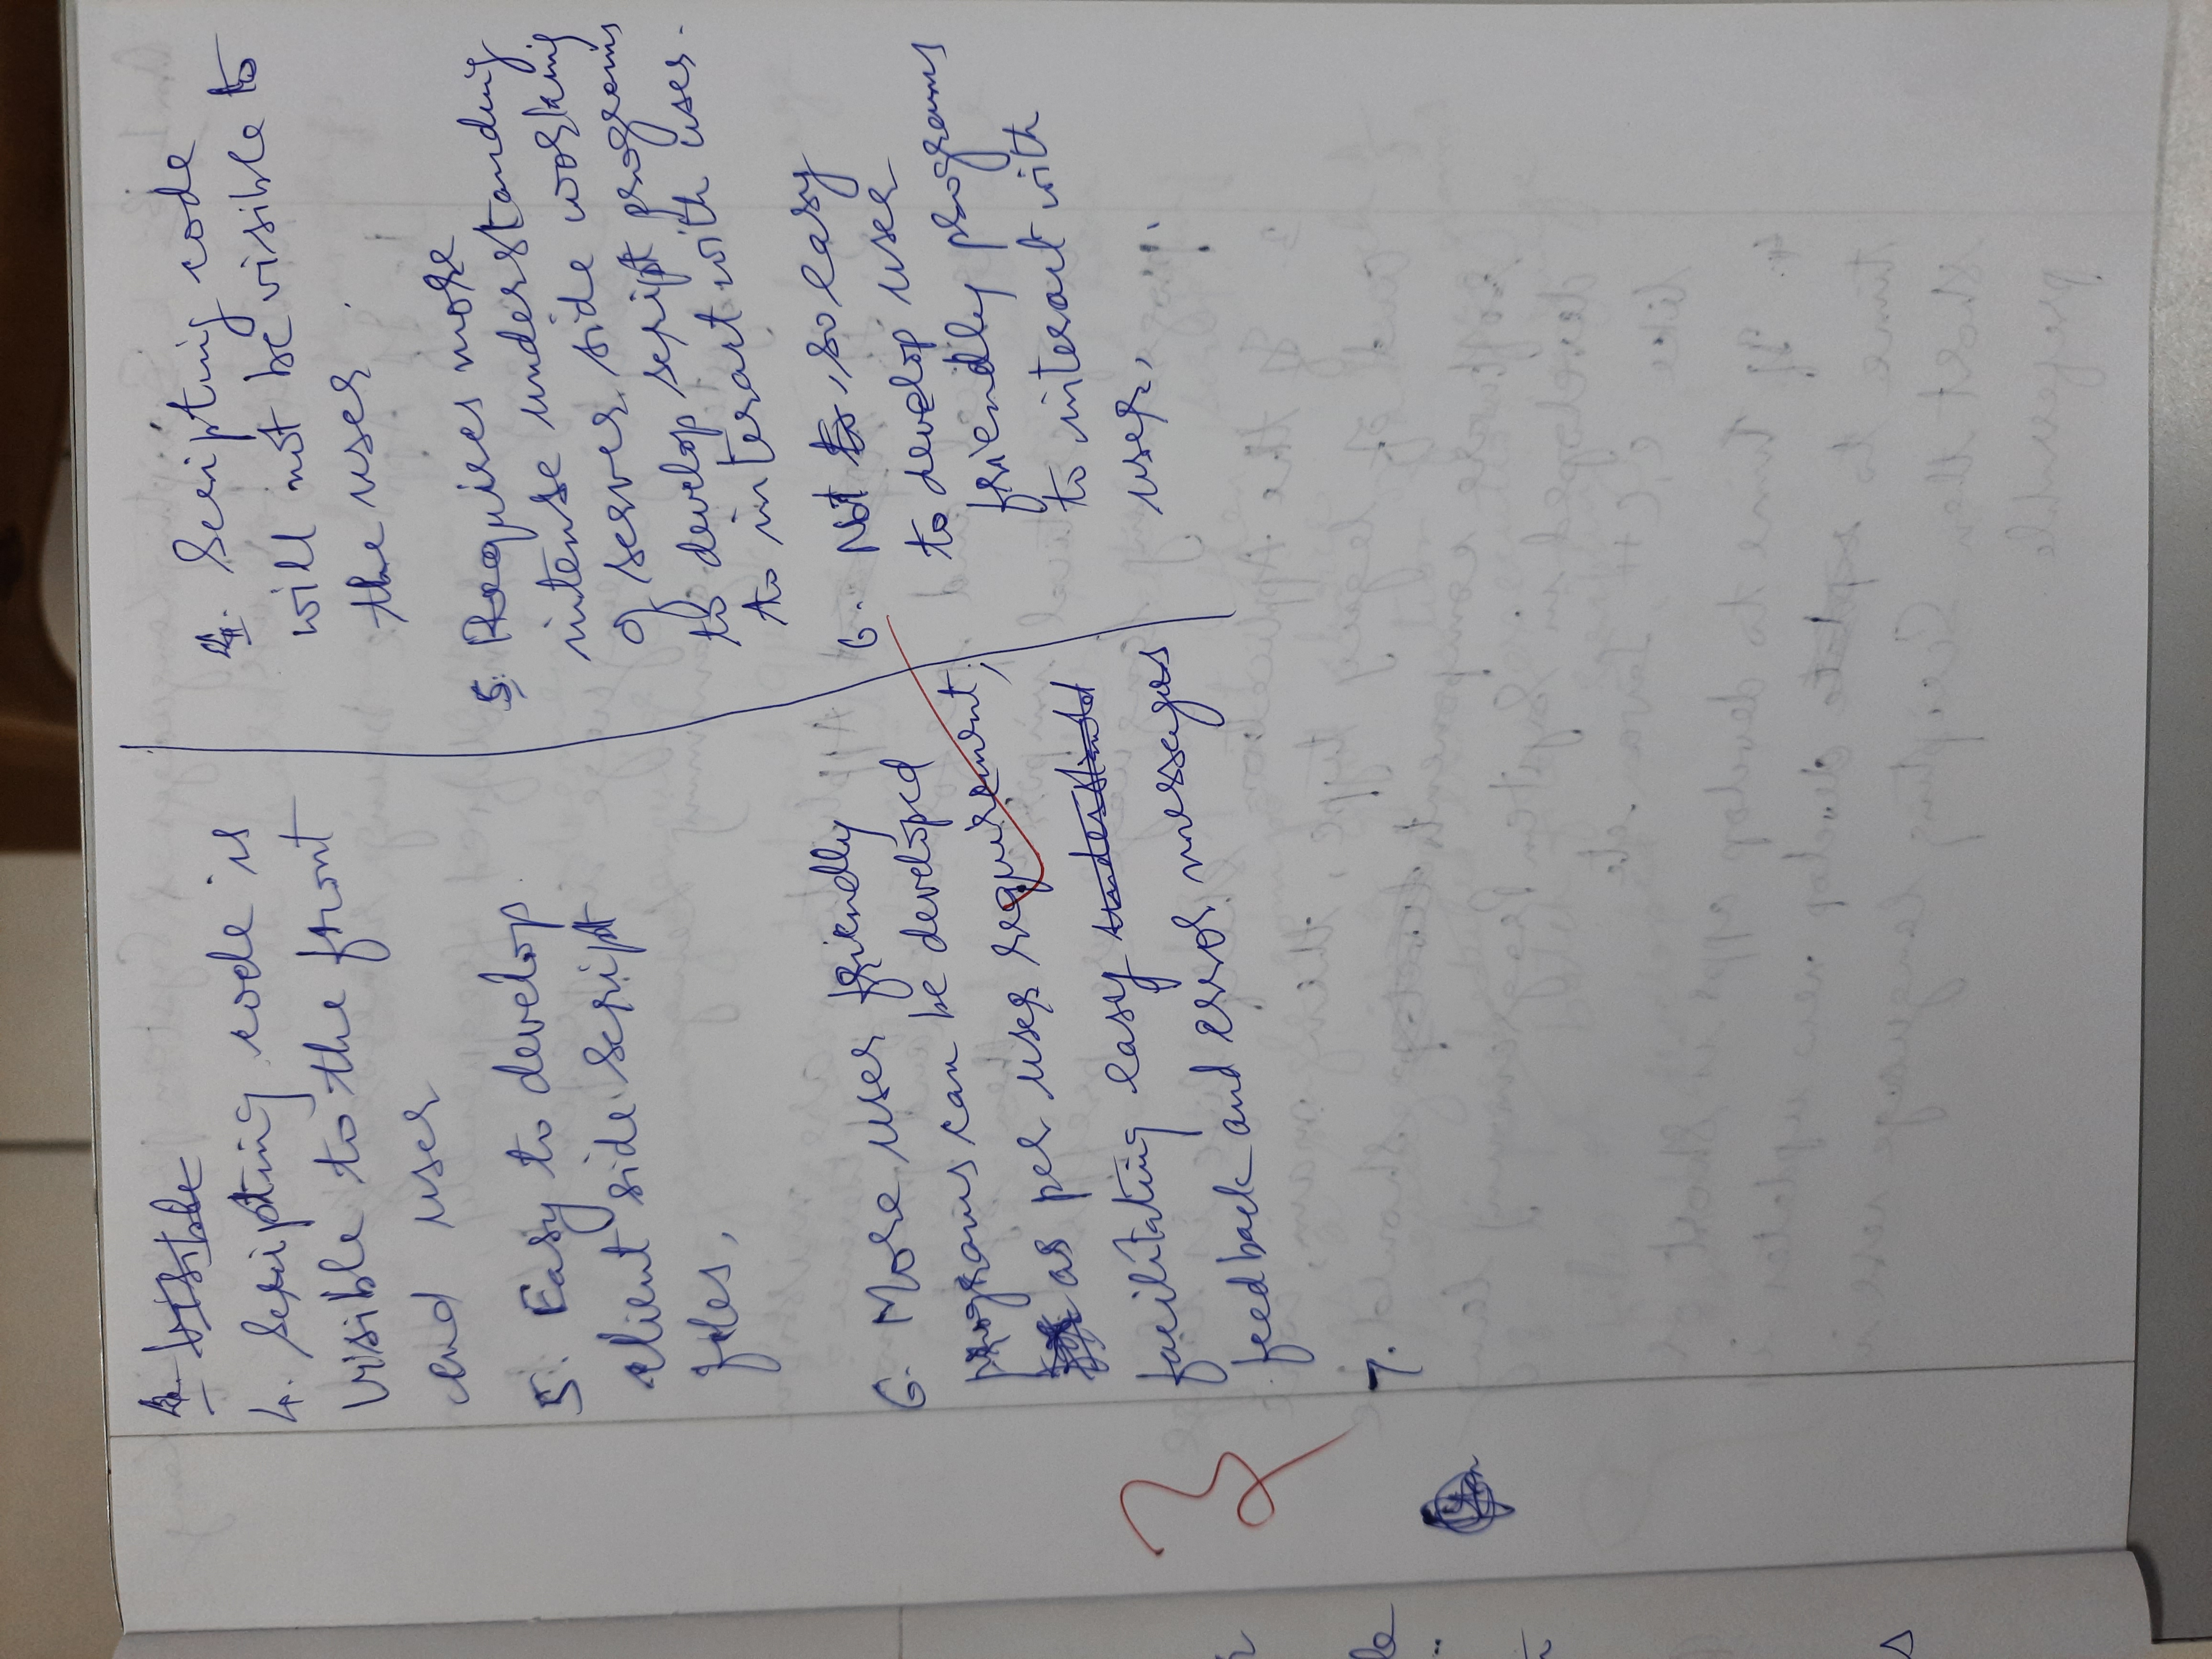 4. Scripting code is
visible to the front
end user
5. Easy to develop
client side script
files,
6. More user friendly
programs can be developed
as per user requirement,
facilitating easy
feedback and error messeges
7.
4. Scripting code
will not be visible to
the user.
5. Requires more
intense understanding
of server side working
to develop script programs
to interact with user.
6. Not so easy
to develop user
friendly programs
to interact with
user,